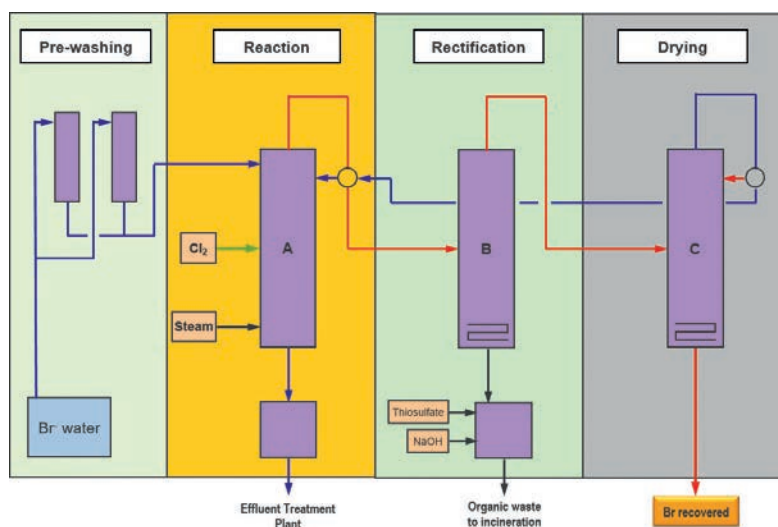 Pre-washing
Reaction
Rectification
Drying
Cl₂
A
B
C
Steam
Br⁻ water
Thiosulfate
NaOH
Effluent Treatment
Plant
Organic waste
to incineration
Br recovered